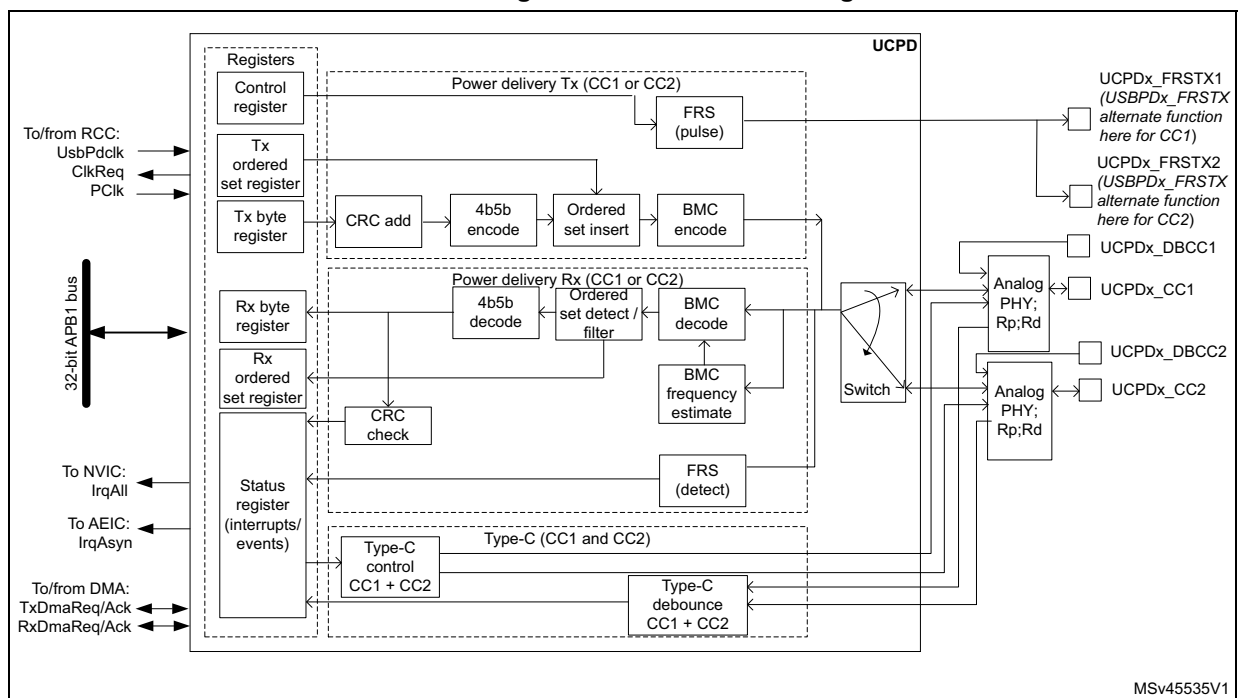 UCPD
Registers
Control
register
Tx
ordered
set register
Tx byte
register
Rx byte
register
Rx
ordered
set register
Status
register
(interrupts/
events)
Power delivery Tx (CC1 or CC2)
FRS
(pulse)
CRC add
4b5b
encode
Ordered
set insert
BMC
encode
Power delivery Rx (CC1 or CC2)
4b5b
decode
Ordered
set detect /
filter
BMC
decode
BMC
frequency
estimate
CRC
check
FRS
(detect)
Type-C (CC1 and CC2)
Type-C
control
CC1 + CC2
Type-C
debounce
CC1 + CC2
Switch
Analog
PHY;
Rp;Rd
Analog
PHY;
Rp;Rd
To/from RCC:
UsbPdclk
ClkReq
PClk
32-bit APB1 bus
To NVIC:
IrqAll
To AEIC:
IrqAsyn
To/from DMA:
TxDmaReq/Ack
RxDmaReq/Ack
UCPDx_FRSTX1
(USBPDx_FRSTX
alternate function
here for CC1)
UCPDx_FRSTX2
(USBPDx_FRSTX
alternate function
here for CC2)
UCPDx_DBCC1
UCPDx_CC1
UCPDx_DBCC2
UCPDx_CC2
MSv45535V1